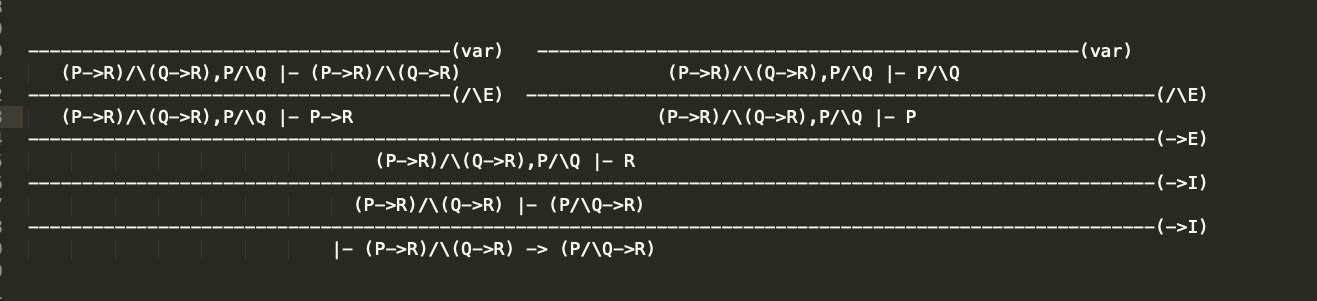 ———————————————————————————————————————(var)   ——————————————————————————————————————————————————(var)
(P->R)/\(Q->R),P/\Q |- (P->R)/\(Q->R)                   (P->R)/\(Q->R),P/\Q |- P/\Q
———————————————————————————————————————(/\E)  ——————————————————————————————————————————————————————————(/\E)
(P->R)/\(Q->R),P/\Q |- P->R                            (P->R)/\(Q->R),P/\Q |- P
————————————————————————————————————————————————————————————————————————————————————————————————————————(->E)
(P->R)/\(Q->R),P/\Q |- R
————————————————————————————————————————————————————————————————————————————————————————————————————————(->I)
(P->R)/\(Q->R) |- (P/\Q->R)
————————————————————————————————————————————————————————————————————————————————————————————————————————(->I)
|- (P->R)/\(Q->R) -> (P/\Q->R)